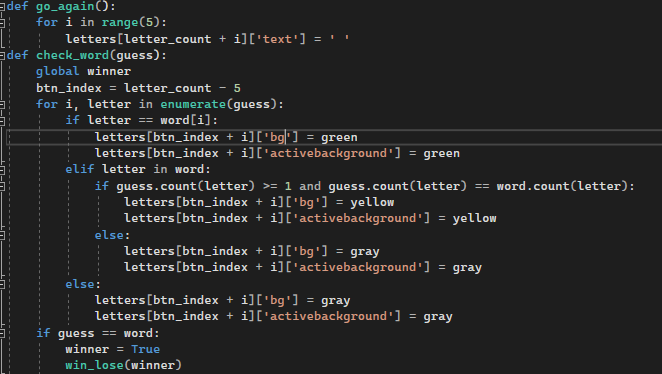 def go_again():
    for i in range(5):
        letters[letter_count + i]['text'] = ' '
def check_word(guess):
    global winner
    btn_index = letter_count - 5
    for i, letter in enumerate(guess):
        if letter == word[i]:
            letters[btn_index + i]['bg'] = green
            letters[btn_index + i]['activebackground'] = green
        elif letter in word:
            if guess.count(letter) >= 1 and guess.count(letter) == word.count(letter):
                letters[btn_index + i]['bg'] = yellow
                letters[btn_index + i]['activebackground'] = yellow
            else:
                letters[btn_index + i]['bg'] = gray
                letters[btn_index + i]['activebackground'] = gray
        else:
            letters[btn_index + i]['bg'] = gray
            letters[btn_index + i]['activebackground'] = gray
    if guess == word:
        winner = True
        win_lose(winner)